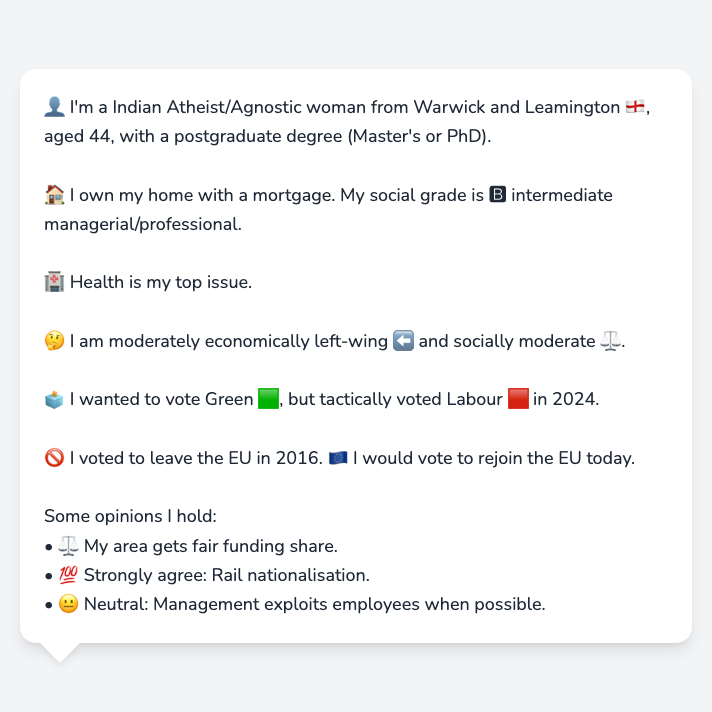 👤 I'm a Indian Atheist/Agnostic woman from Warwick and Leamington 🏴󠁧󠁢󠁥󠁮󠁧󠁿,
aged 44, with a postgraduate degree (Master's or PhD).
🏠 I own my home with a mortgage. My social grade is 🅱 intermediate
managerial/professional.
🏥 Health is my top issue.
🤔 I am moderately economically left-wing ⬅️ and socially moderate ⚖️.
🗳️ I wanted to vote Green 🟩, but tactically voted Labour 🟥 in 2024.
🚫 I voted to leave the EU in 2016. 🇪🇺 I would vote to rejoin the EU today.
Some opinions I hold:
• ⚖️ My area gets fair funding share.
• 💯 Strongly agree: Rail nationalisation.
• 😐 Neutral: Management exploits employees when possible.